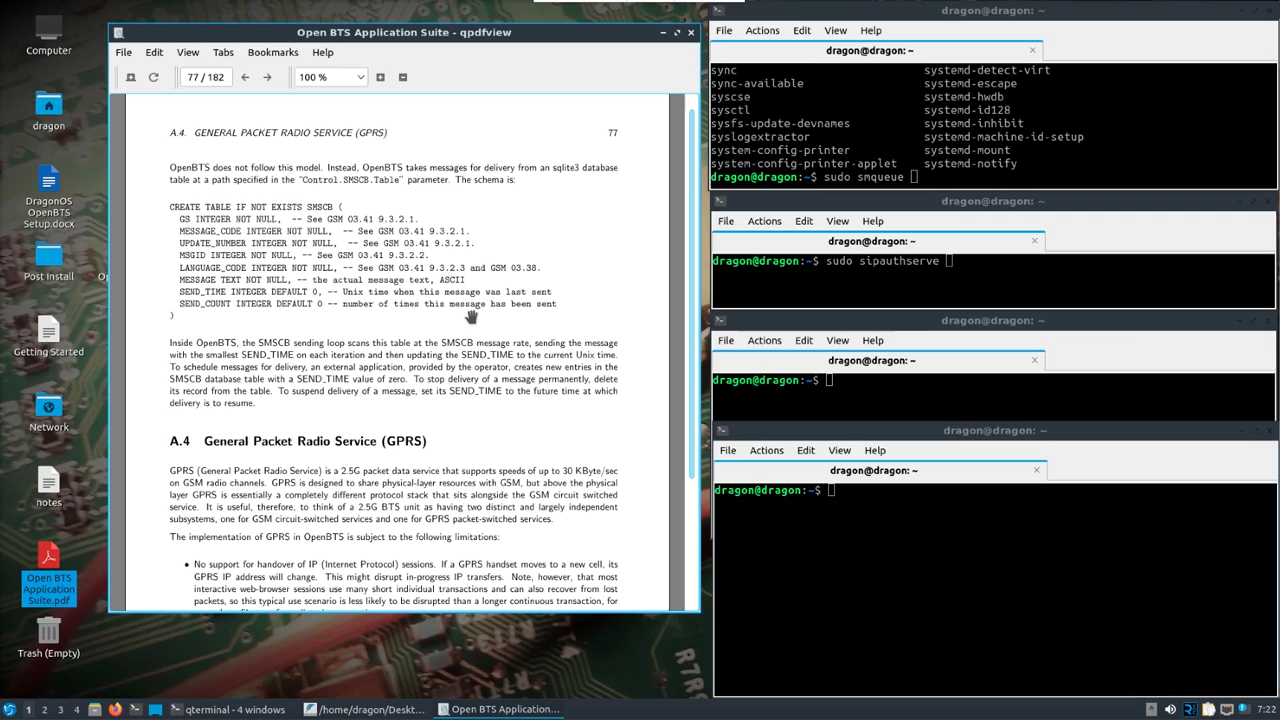 Computer
dragon
DragonOS
OpenBTS
Setup.docx
Post Install
Getting Started
Network
notes
Open BTS
Application
Suite.pdf
Trash (Empty)
Open BTS Application Suite - qpdfview
File Edit View Tabs Bookmarks Help
77 / 182 100 %
A.4. GENERAL PACKET RADIO SERVICE (GPRS) 77
OpenBTS does not follow this model. Instead, OpenBTS takes messages for delivery from an sqlite3 database
table at a path specified in the "Control.SMSCB.Table" parameter. The schema is:
CREATE TABLE IF NOT EXISTS SMSCB (
GS INTEGER NOT NULL, -- See GSM 03.41 9.3.2.1.
MESSAGE_CODE INTEGER NOT NULL, -- See GSM 03.41 9.3.2.1.
UPDATE_NUMBER INTEGER NOT NULL, -- See GSM 03.41 9.3.2.1.
MSGID INTEGER NOT NULL, -- See GSM 03.41 9.3.2.2.
LANGUAGE_CODE INTEGER NOT NULL, -- See GSM 03.41 9.3.2.3 and GSM 03.38.
MESSAGE TEXT NOT NULL, -- the actual message text, ASCII
SEND_TIME INTEGER DEFAULT 0, -- Unix time when this message was last sent
SEND_COUNT INTEGER DEFAULT 0 -- number of times this message has been sent
)
Inside OpenBTS, the SMSCB sending loop scans this table at the SMSCB message rate, sending the message
with the smallest SEND_TIME on each iteration and then updating the SEND_TIME to the current Unix time.
To schedule messages for delivery, an external application, provided by the operator, creates new entries in the
SMSCB database table with a SEND_TIME value of zero. To stop delivery of a message permanently, delete
its record from the table. To suspend delivery of a message, set its SEND_TIME to the future time at which
delivery is to resume.
A.4 General Packet Radio Service (GPRS)
GPRS (General Packet Radio Service) is a 2.5G packet data service that supports speeds of up to 30 KByte/sec
on GSM radio channels. GPRS is designed to share physical-layer resources with GSM, but above the physical
layer GPRS is essentially a completely different protocol stack that sits alongside the GSM circuit switched
service. It is useful, therefore, to think of a 2.5G BTS unit as having two distinct and largely independent
subsystems, one for GSM circuit-switched services and one for GPRS packet-switched services.
The implementation of GPRS in OpenBTS is subject to the following limitations:
• No support for handover of IP (Internet Protocol) sessions. If a GPRS handset moves to a new cell, its
GPRS IP address will change. This might disrupt in-progress IP transfers. Note, however, that most
interactive web-browser sessions use many short individual transactions and can also recover from lost
packets, so this typical use scenario is less likely to be disrupted than a longer continuous transaction, for
dragon@dragon: ~
File Actions Edit View Help
dragon@dragon: ~
sync systemd-detect-virt
sync-available systemd-escape
syscse systemd-hwdb
sysctl systemd-id128
sysfs-update-devnames systemd-inhibit
syslogextractor systemd-machine-id-setup
system-config-printer systemd-mount
system-config-printer-applet systemd-notify
dragon@dragon:~$ sudo smqueue
dragon@dragon: ~
File Actions Edit View Help
dragon@dragon: ~
dragon@dragon:~$ sudo sipauthserve
dragon@dragon: ~
File Actions Edit View Help
dragon@dragon: ~
dragon@dragon:~$
dragon@dragon: ~
File Actions Edit View Help
dragon@dragon: ~
dragon@dragon:~$
R7R
1 2 3 4 qterminal - 4 windows /home/dragon/Deskt... Open BTS Application... 7:22